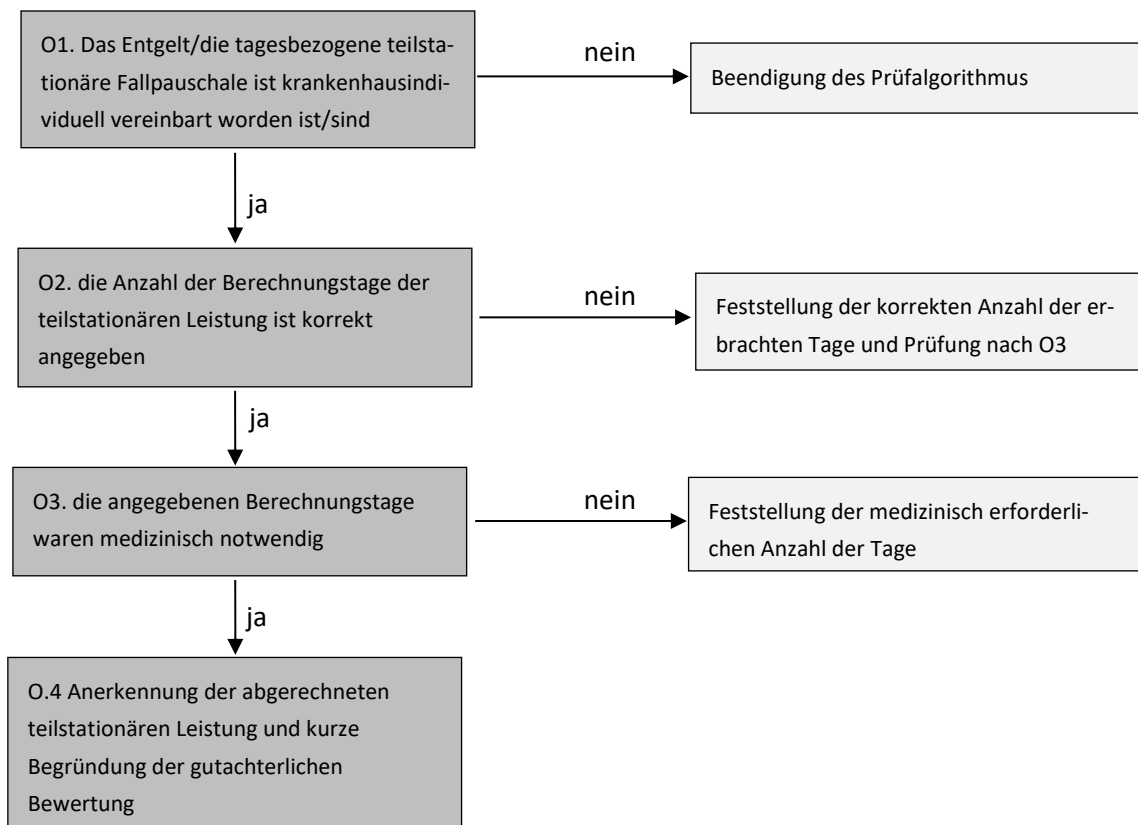 O1. Das Entgelt/die tagesbezogene teilsta-
tionäre Fallpauschale ist krankenhausindi-
viduell vereinbart worden ist/sind
nein
Beendigung des Prüfalgorithmus
ja
O2. die Anzahl der Berechnungstage der
teilstationären Leistung ist korrekt
angegeben
nein
Feststellung der korrekten Anzahl der er-
brachten Tage und Prüfung nach O3
ja
O3. die angegebenen Berechnungstage
waren medizinisch notwendig
nein
Feststellung der medizinisch erforderli-
chen Anzahl der Tage
ja
O.4 Anerkennung der abgerechneten
teilstationären Leistung und kurze
Begründung der gutachterlichen
Bewertung